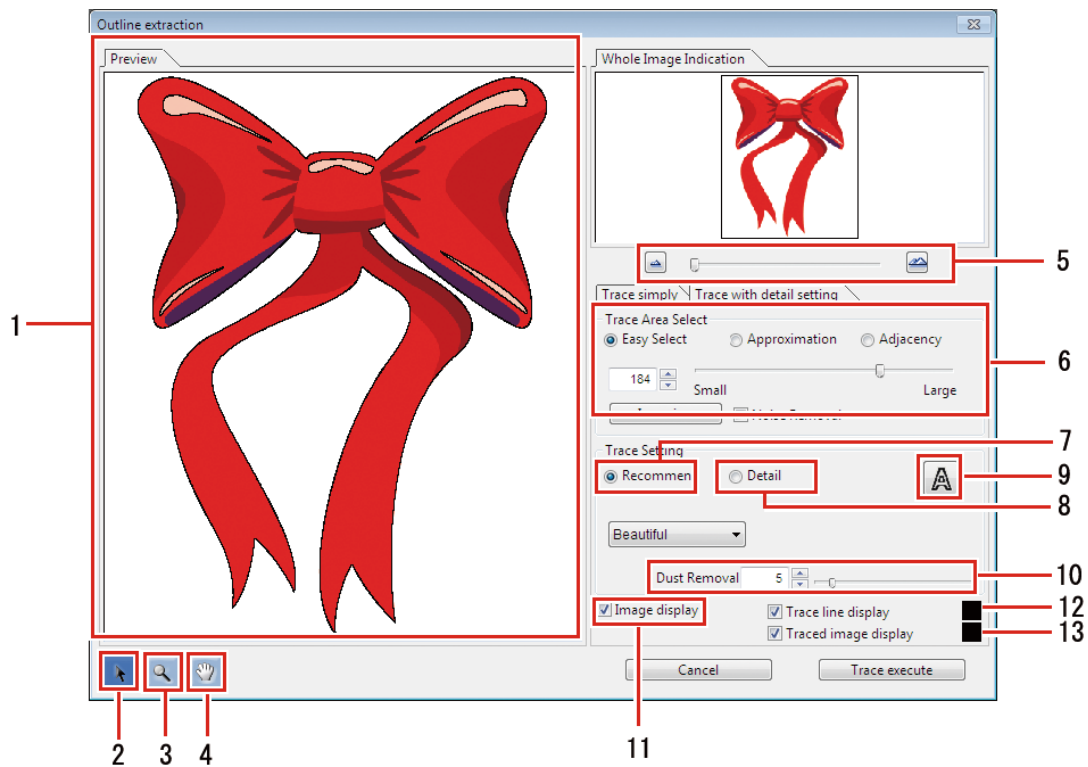 Outline extraction
Preview
Whole Image Indication
1
5
Trace simply Trace with detail setting
Trace Area Select
Easy Select Approximation Adjacency
6
184
Small Large
7
Trace Setting
Recommen Detail
A
9
8
Beautiful
Dust Removal 5
10
Image display Trace line display
12
Traced image display
13
Cancel Trace execute
2 3 4 11